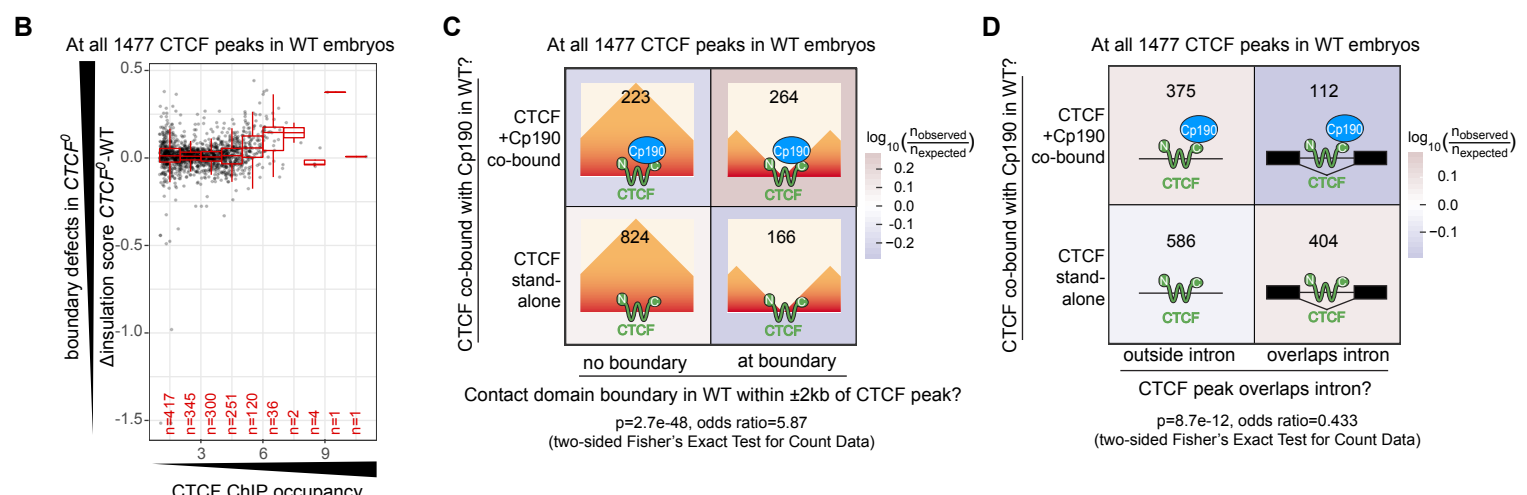 B
At all 1477 CTCF peaks in WT embryos
boundary defects in CTCF⁰
Δinsulation score CTCF⁰-WT
0.5
0.0
-0.5
-1.0
-1.5
n=417
n=345
n=300
n=251
n=120
n=36
n=2
n=4
n=1
n=1
3
6
9
CTCF ChIP occupancy
C
At all 1477 CTCF peaks in WT embryos
CTCF co-bound with Cp190 in WT?
CTCF
+Cp190
co-bound
223
Cp190
N
C
CTCF
264
Cp190
N
C
CTCF
CTCF
stand-
alone
824
N
C
CTCF
166
N
C
CTCF
no boundary
at boundary
Contact domain boundary in WT within ±2kb of CTCF peak?
p=2.7e-48, odds ratio=5.87
(two-sided Fisher's Exact Test for Count Data)
log₁₀(n_observed/n_expected)
0.2
0.1
0.0
-0.1
-0.2
D
At all 1477 CTCF peaks in WT embryos
CTCF co-bound with Cp190 in WT?
CTCF
+Cp190
co-bound
375
Cp190
N
C
CTCF
112
Cp190
N
C
CTCF
CTCF
stand-
alone
586
N
C
CTCF
404
N
C
CTCF
outside intron
overlaps intron
CTCF peak overlaps intron?
p=8.7e-12, odds ratio=0.433
(two-sided Fisher's Exact Test for Count Data)
log₁₀(n_observed/n_expected)
0.1
0.0
−0.1